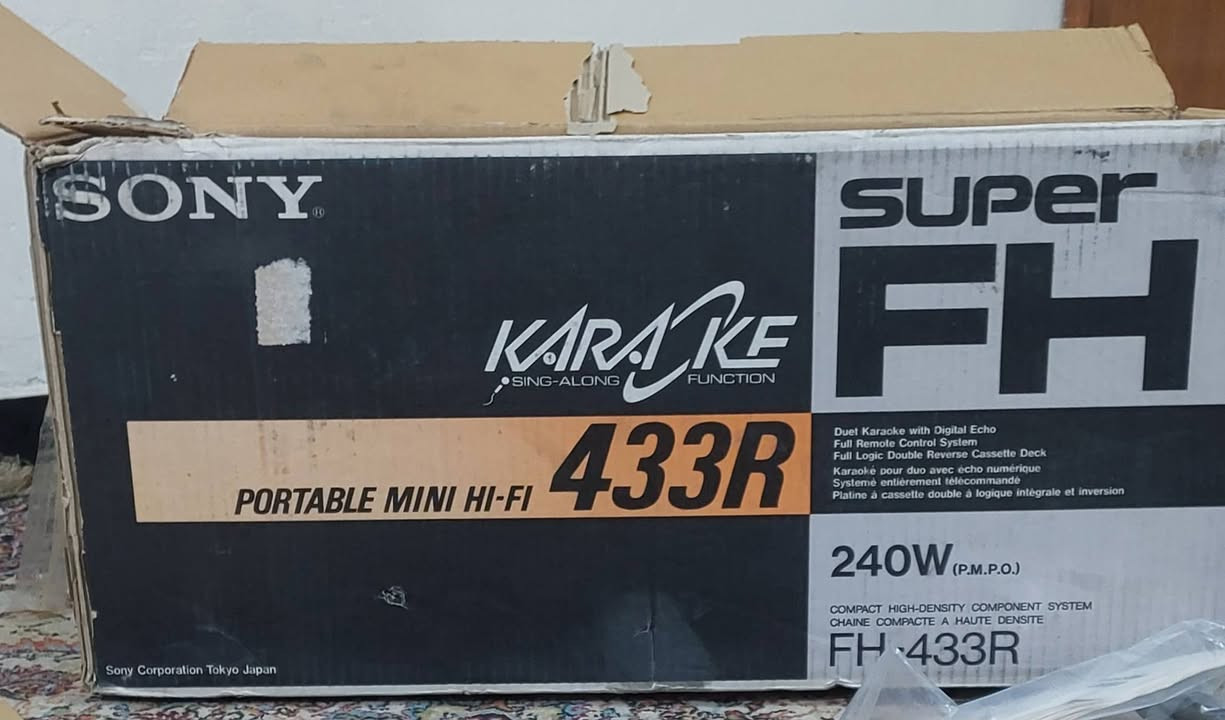 SONY®
SUPER
FH
KARAOKE
SING-ALONG FUNCTION
PORTABLE MINI HI-FI 433R
Duet Karaoke with Digital Echo
Full Remote Control System
Full Logic Double Reverse Cassette Deck
Karaoké pour duo avec écho numérique
Système entièrement télécommandé
Platine à cassette double à logique intégrale et inversion
240W (P.M.P.O.)
COMPACT HIGH-DENSITY COMPONENT SYSTEM
CHAINE COMPACTE A HAUTE DENSITE
FH-433R
Sony Corporation Tokyo Japan